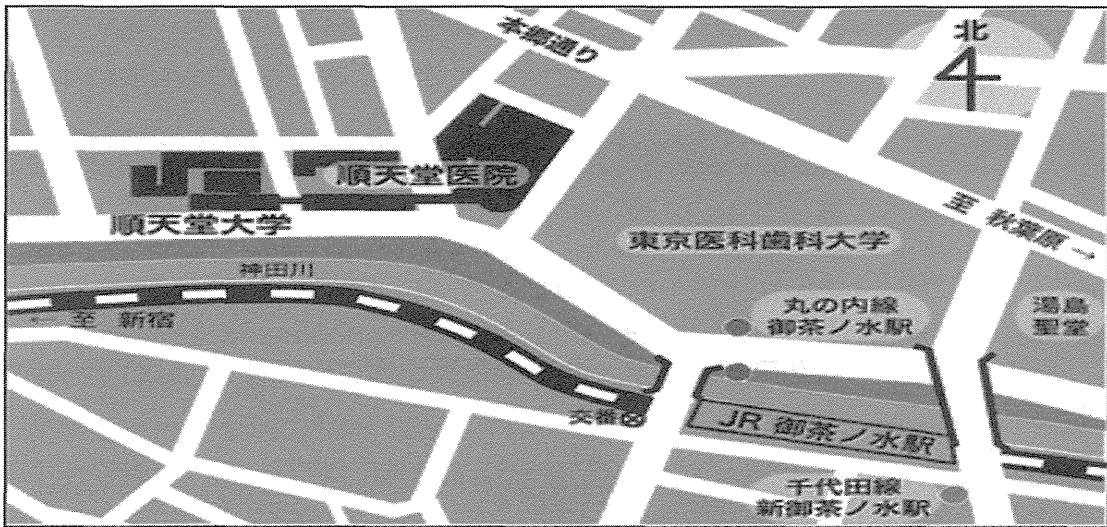 北
本郷通り
順天堂医院
順天堂大学
至 秋葉原 →
東京医科歯科大学
神田川
丸の内線
御茶ノ水駅
湯島
聖堂
← 至 新宿
交番
JR 御茶ノ水駅
千代田線
新御茶ノ水駅